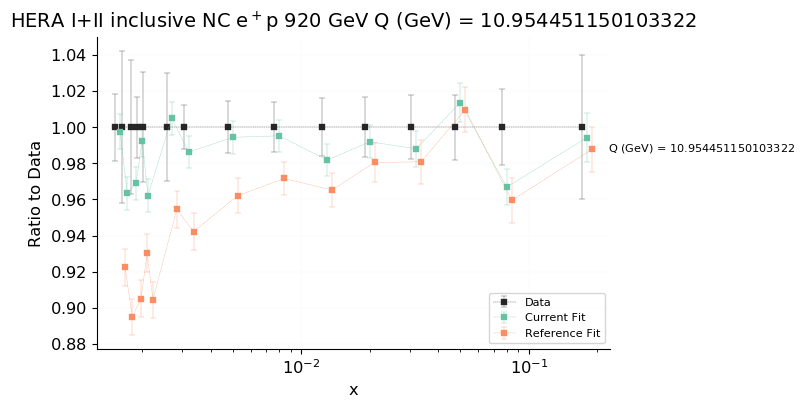 HERA I+II inclusive NC e⁺p 920 GeV Q (GeV) = 10.954451150103322
Ratio to Data
1.04
1.02
1.00
0.98
0.96
0.94
0.92
0.90
0.88
Q (GeV) = 10.954451150103322
Data
Current Fit
Reference Fit
10⁻²
10⁻¹
x